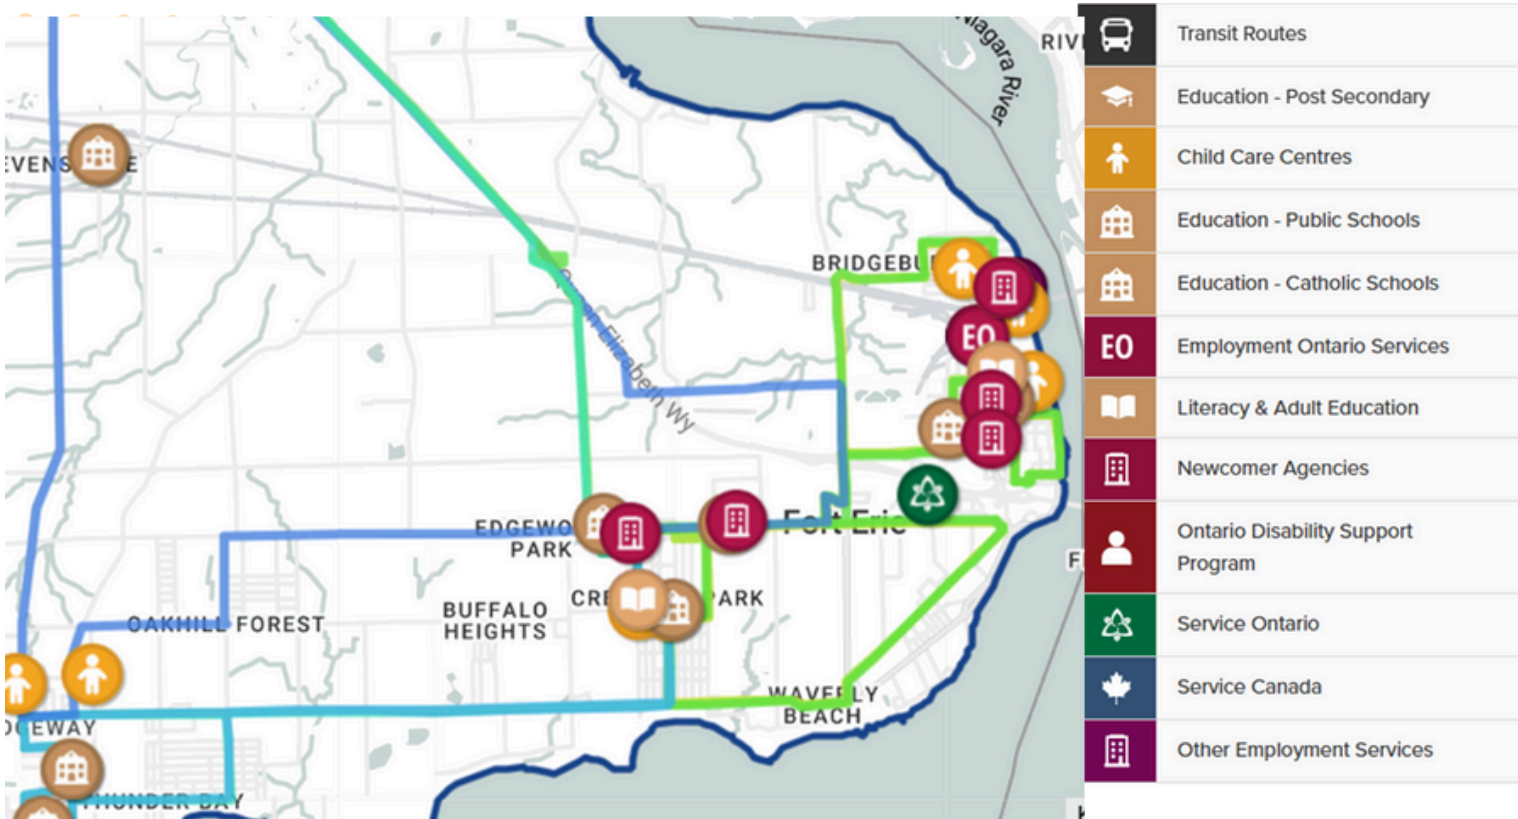 Niagara River
RIV
EVENS
E
BRIDGEBU
Queen Elizabeth Wy
EO
EDGEWO
PARK
Fort Erie
CRE
PARK
BUFFALO
HEIGHTS
OAKHILL FOREST
WAVERLY
BEACH
DGEWAY
THUNDER BAY
F
K
Transit Routes
Education - Post Secondary
Child Care Centres
Education - Public Schools
Education - Catholic Schools
EO
Employment Ontario Services
Literacy & Adult Education
Newcomer Agencies
Ontario Disability Support
Program
Service Ontario
Service Canada
Other Employment Services